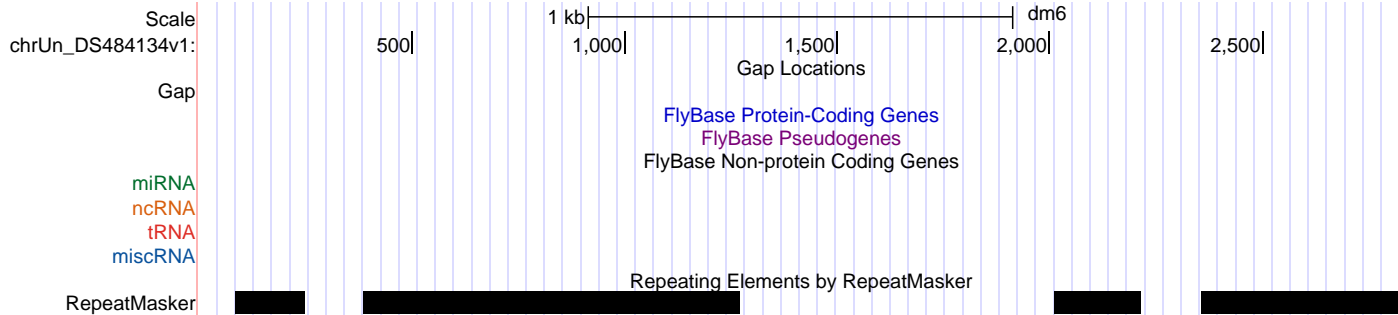 Scale 1 kb dm6
chrUn_DS484134v1: 500 1,000 1,500 2,000 2,500
Gap Locations
Gap
FlyBase Protein-Coding Genes
FlyBase Pseudogenes
FlyBase Non-protein Coding Genes
miRNA
ncRNA
tRNA
miscRNA
Repeating Elements by RepeatMasker
RepeatMasker